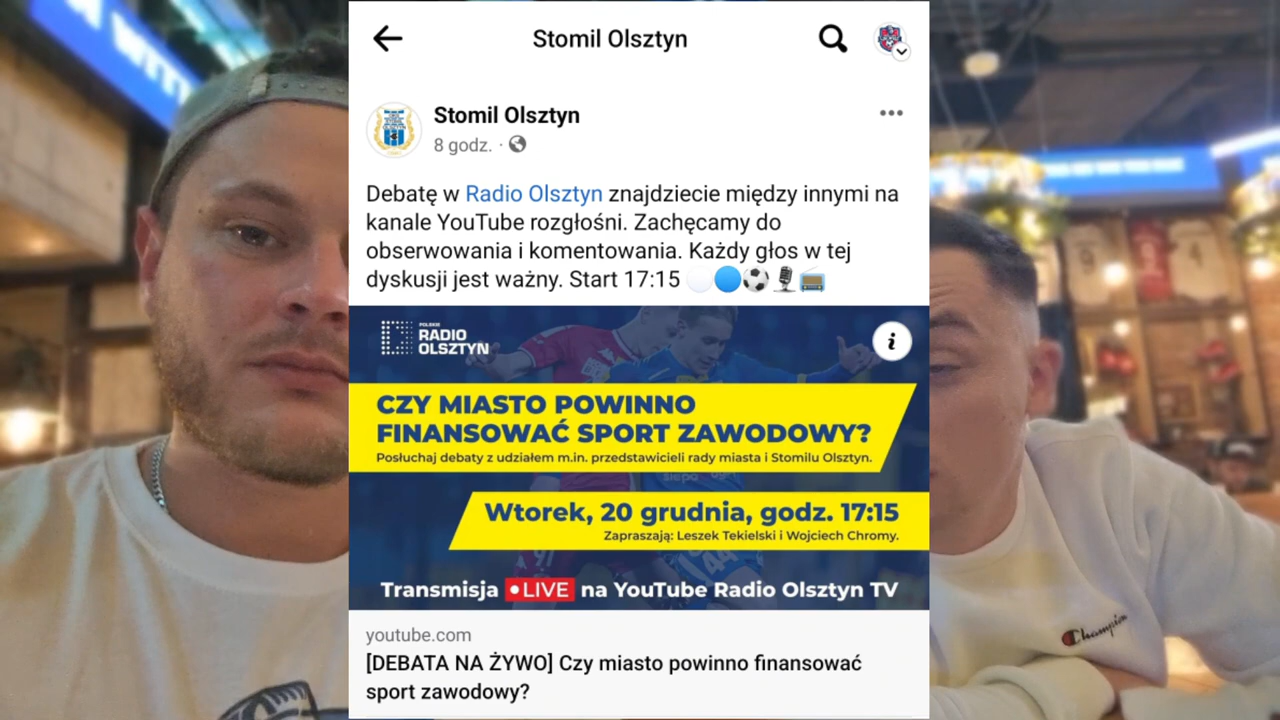 Stomil Olsztyn
Stomil Olsztyn
8 godz. ·
Debatę w Radio Olsztyn znajdziecie między innymi na
kanale YouTube rozgłośni. Zachęcamy do
obserwowania i komentowania. Każdy głos w tej
dyskusji jest ważny. Start 17:15 ⚪🔵⚽🎙️📻
POLSKIE
RADIO
OLSZTYN
i
CZY MIASTO POWINNO
FINANSOWAĆ SPORT ZAWODOWY?
Posłuchaj debaty z udziałem m.in. przedstawicieli rady miasta i Stomilu Olsztyn.
Wtorek, 20 grudnia, godz. 17:15
Zapraszają: Leszek Tekielski i Wojciech Chromy.
Transmisja LIVE na YouTube Radio Olsztyn TV
youtube.com
[DEBATA NA ŻYWO] Czy miasto powinno finansować
sport zawodowy?
Champion